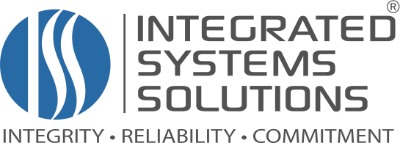 INTEGRATED ®
SYSTEMS
SOLUTIONS
INTEGRITY • RELIABILITY • COMMITMENT